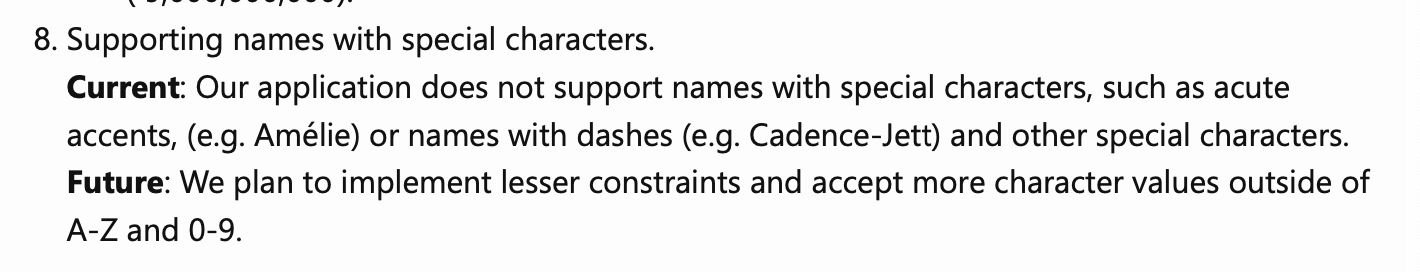 8. Supporting names with special characters.
Current: Our application does not support names with special characters, such as acute
accents, (e.g. Amélie) or names with dashes (e.g. Cadence-Jett) and other special characters.
Future: We plan to implement lesser constraints and accept more character values outside of
A-Z and 0-9.